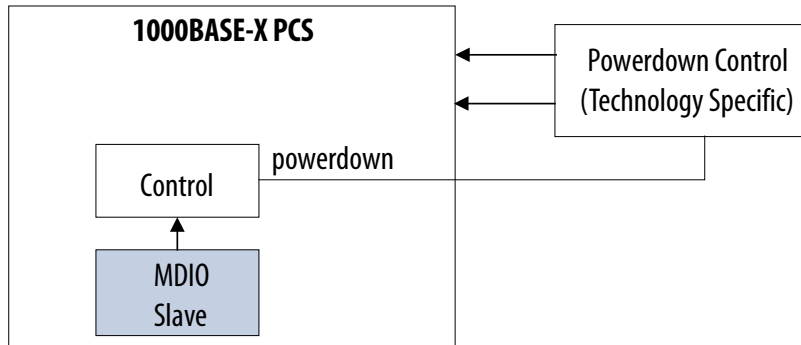 1000BASE-X PCS
Powerdown Control
(Technology Specific)
powerdown
Control
MDIO
Slave